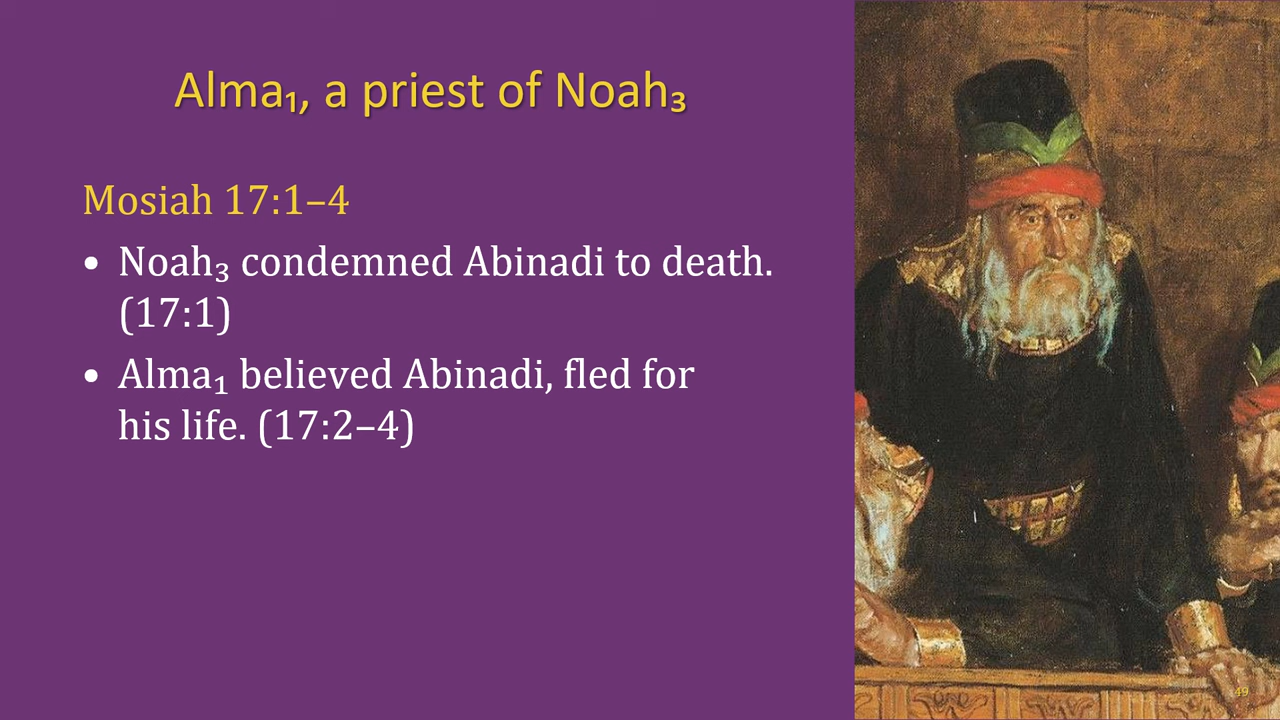 Alma₁, a priest of Noah₃
Mosiah 17:1–4
• Noah₃ condemned Abinadi to death.
(17:1)
• Alma₁ believed Abinadi, fled for
his life. (17:2–4)
49